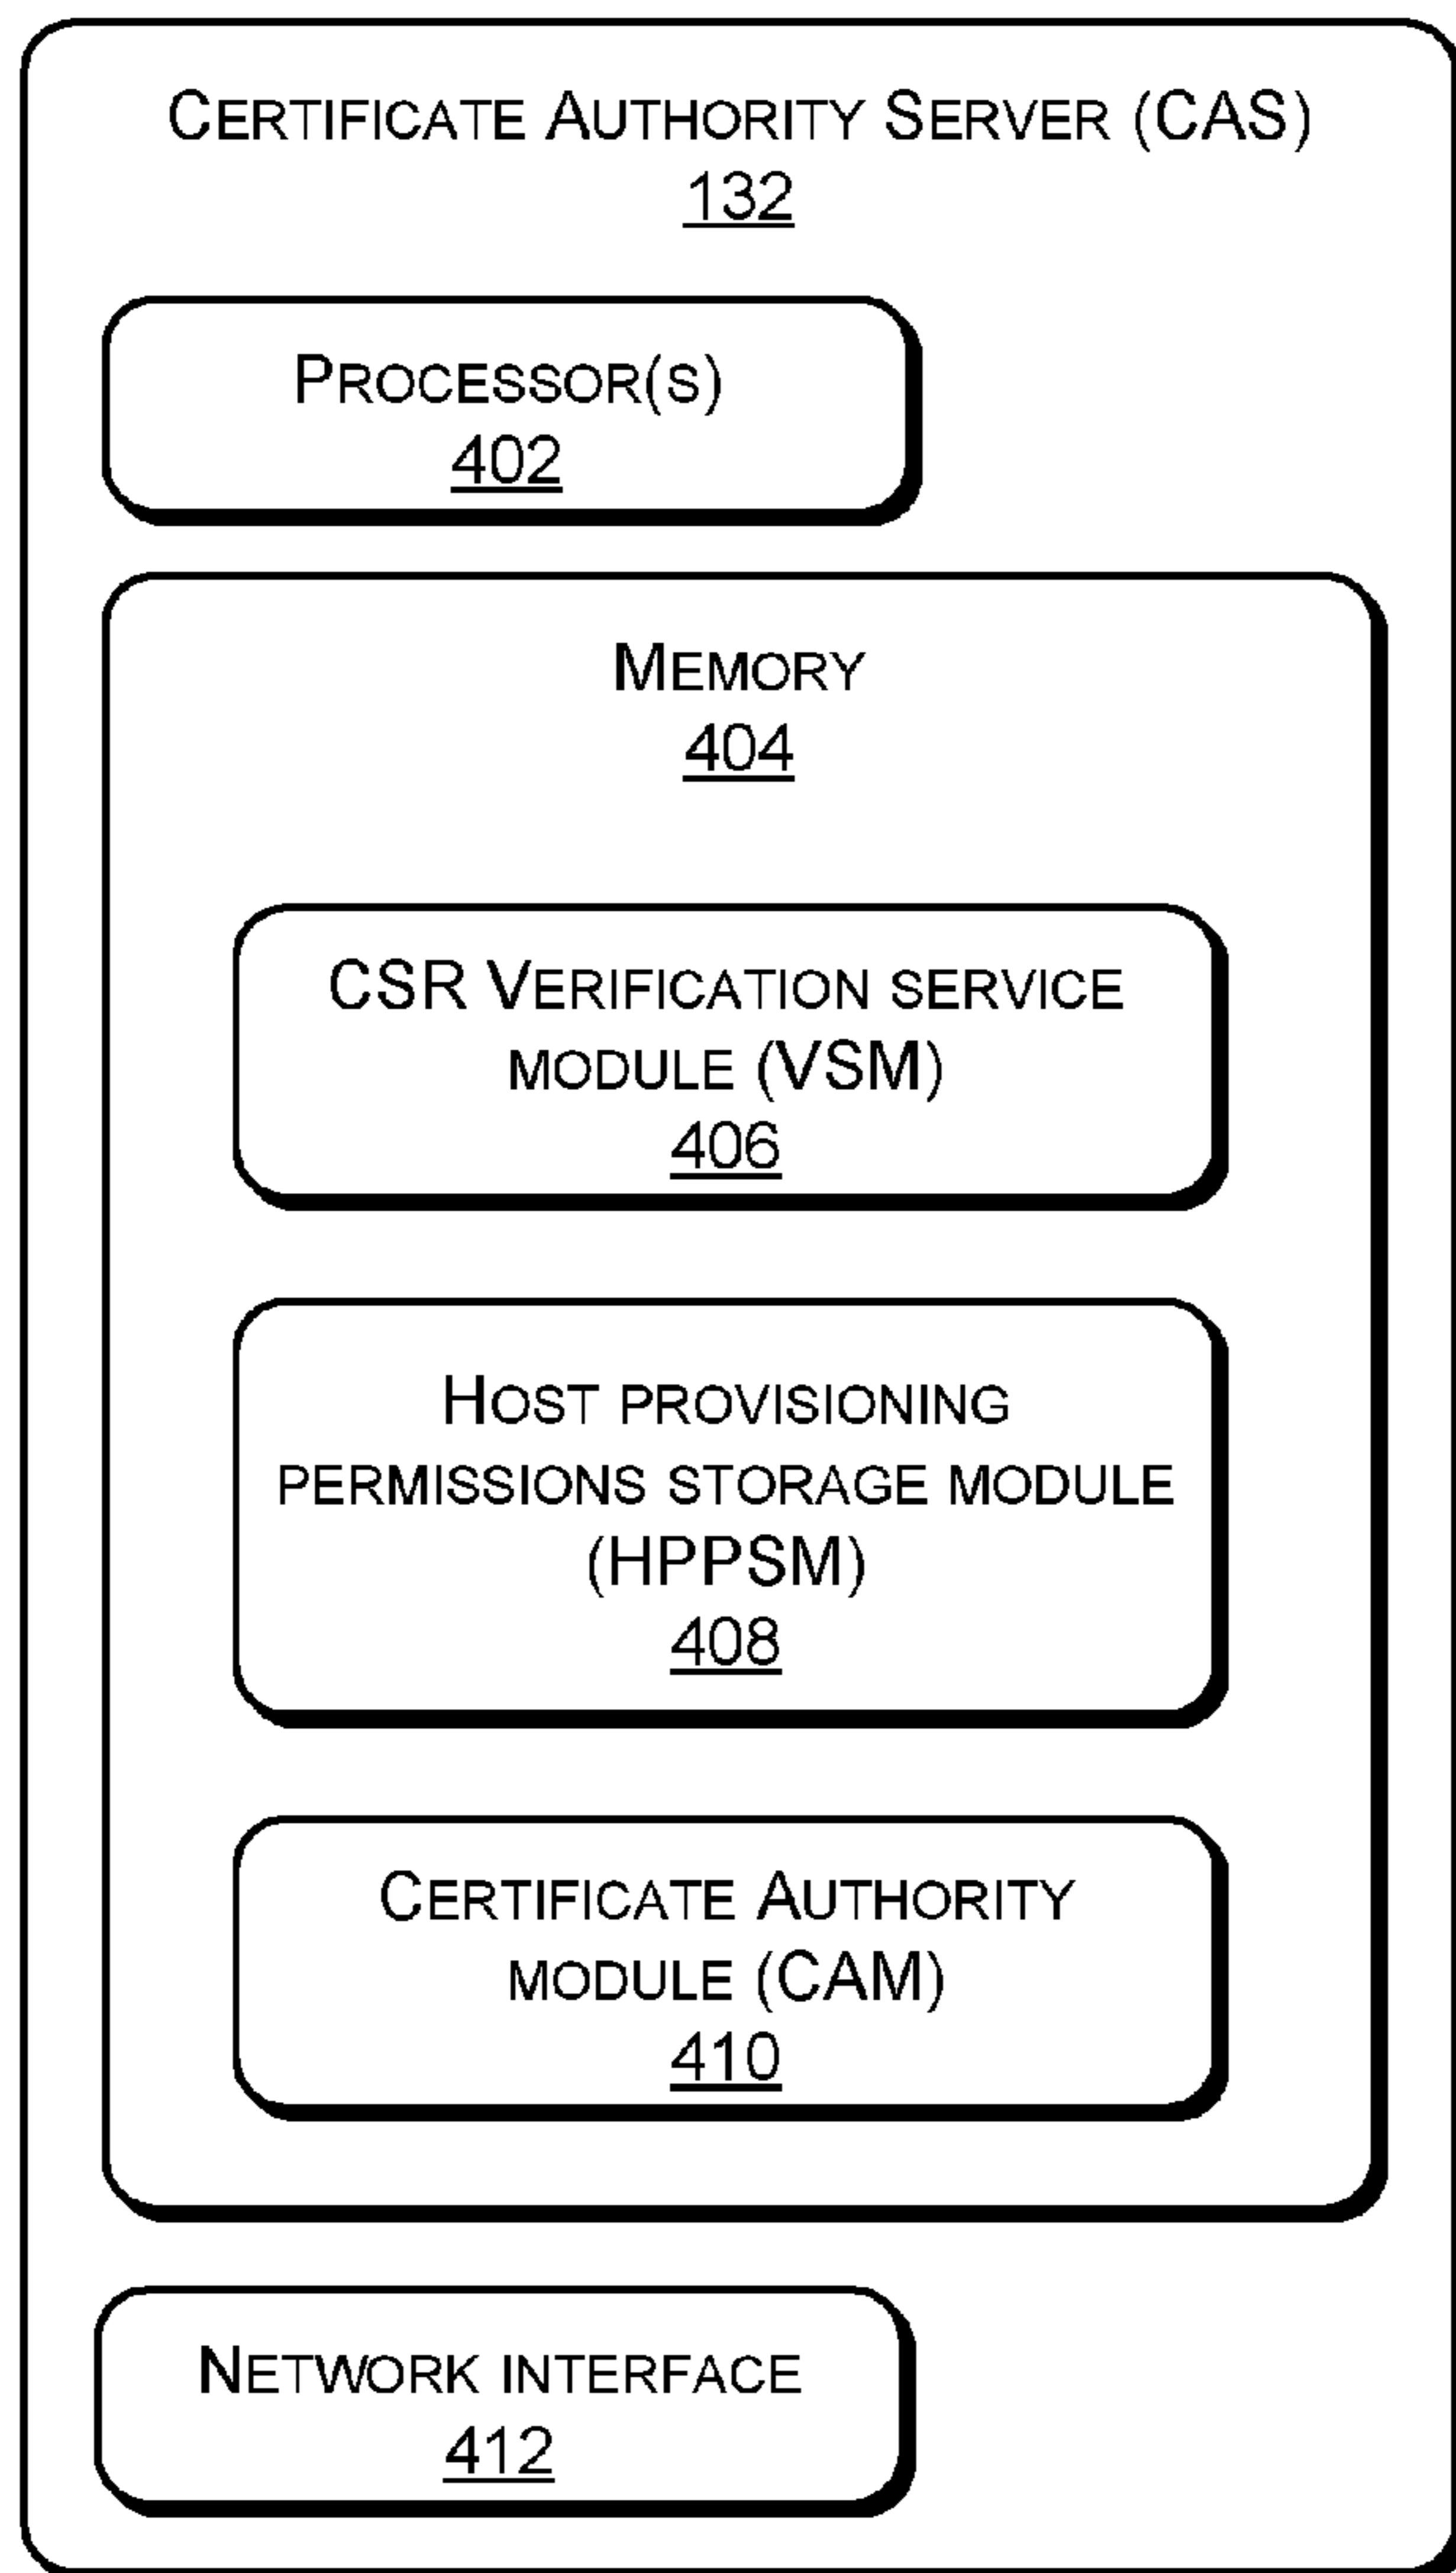 CERTIFICATE AUTHORITY SERVER (CAS)
132
PROCESSOR(S)
402
MEMORY
404
CSR VERIFICATION SERVICE
MODULE (VSM)
406
HOST PROVISIONING
PERMISSIONS STORAGE MODULE
(HPPSM)
408
CERTIFICATE AUTHORITY
MODULE (CAM)
410
NETWORK INTERFACE
412